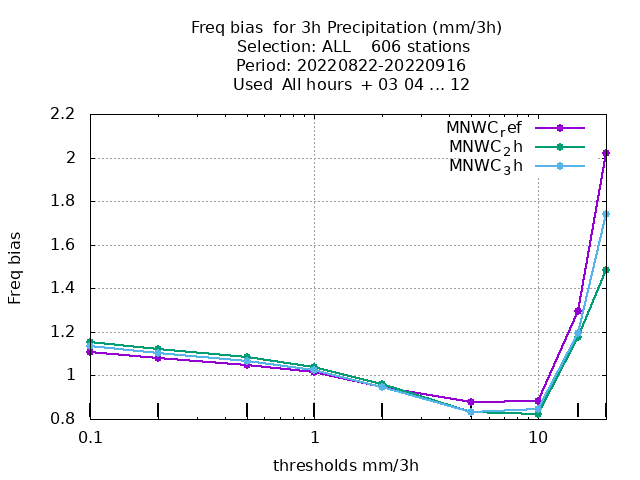 Freq bias  for 3h Precipitation (mm/3h)
Selection: ALL    606 stations
Period: 20220822-20220916
Used  All hours  + 03 04 ... 12
MNWC_ref
MNWC_2h
MNWC_3h
2.2
2
1.8
1.6
1.4
1.2
1
0.8
Freq bias
0.1 1 10
thresholds mm/3h